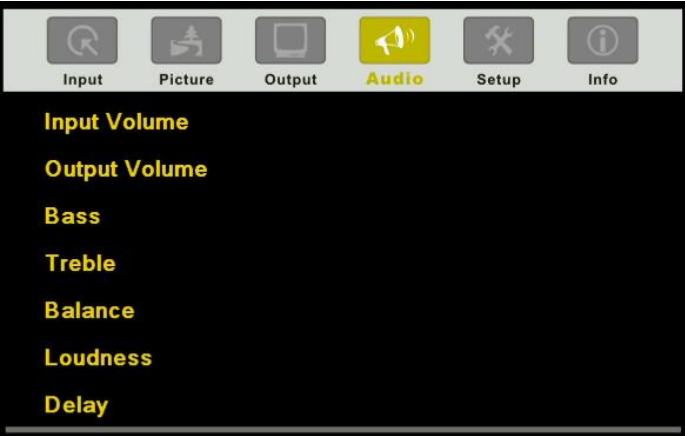 Input Picture Output Audio Setup Info
Input Volume
Output Volume
Bass
Treble
Balance
Loudness
Delay